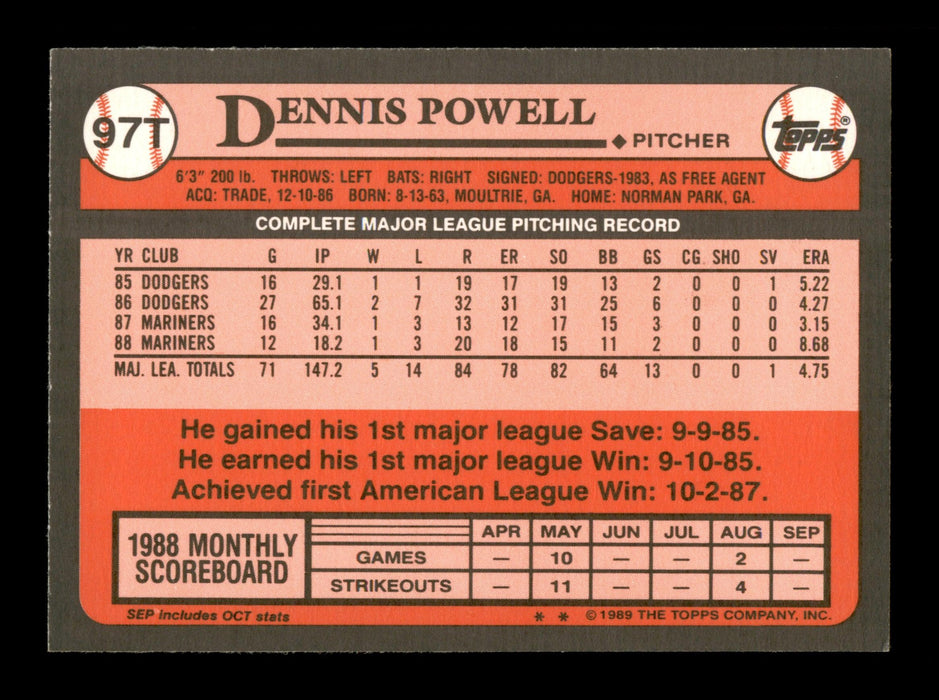 97T
DENNIS POWELL
PITCHER
TOPPS®
6'3" 200 lb. THROWS: LEFT BATS: RIGHT SIGNED: DODGERS-1983, AS FREE AGENT
ACQ: TRADE, 12-10-86 BORN: 8-13-63, MOULTRIE, GA. HOME: NORMAN PARK, GA.
COMPLETE MAJOR LEAGUE PITCHING RECORD
YR CLUB G IP W L R ER SO BB GS CG SHO SV ERA
85 DODGERS 16 29.1 1 1 19 17 19 13 2 0 0 1 5.22
86 DODGERS 27 65.1 2 7 32 31 31 25 6 0 0 0 4.27
87 MARINERS 16 34.1 1 3 13 12 17 15 3 0 0 0 3.15
88 MARINERS 12 18.2 1 3 20 18 15 11 2 0 0 0 8.68
MAJ. LEA. TOTALS 71 147.2 5 14 84 78 82 64 13 0 0 1 4.75
He gained his 1st major league Save: 9-9-85.
He earned his 1st major league Win: 9-10-85.
Achieved first American League Win: 10-2-87.
1988 MONTHLY
SCOREBOARD
APR MAY JUN JUL AUG SEP
GAMES — 10 — — 2 —
STRIKEOUTS — 11 — — 4 —
SEP includes OCT stats
* * © 1989 THE TOPPS COMPANY, INC.